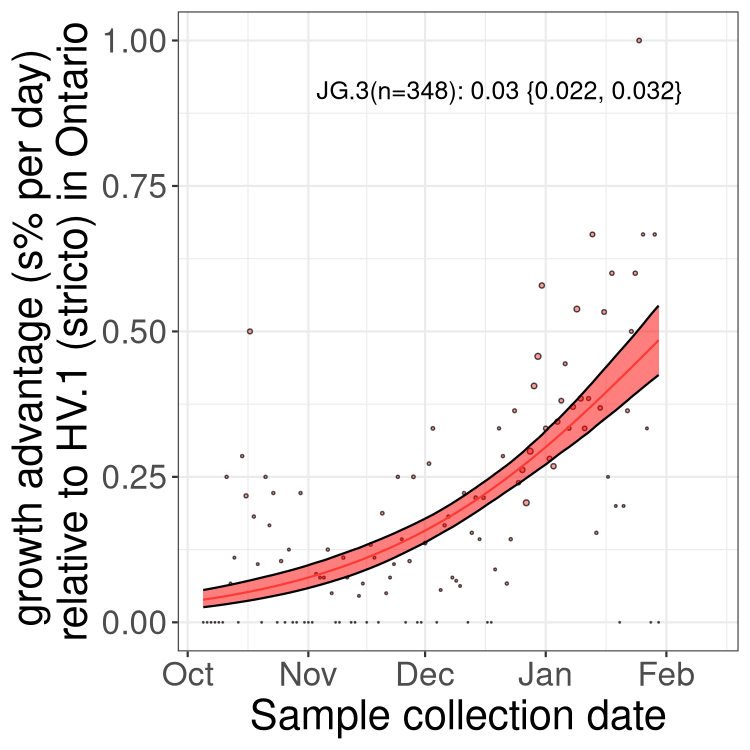 growth advantage (s% per day)
relative to HV.1 (stricto) in Ontario
1.00
0.75
0.50
0.25
0.00
JG.3(n=348): 0.03 {0.022, 0.032}
Oct Nov Dec Jan Feb
Sample collection date